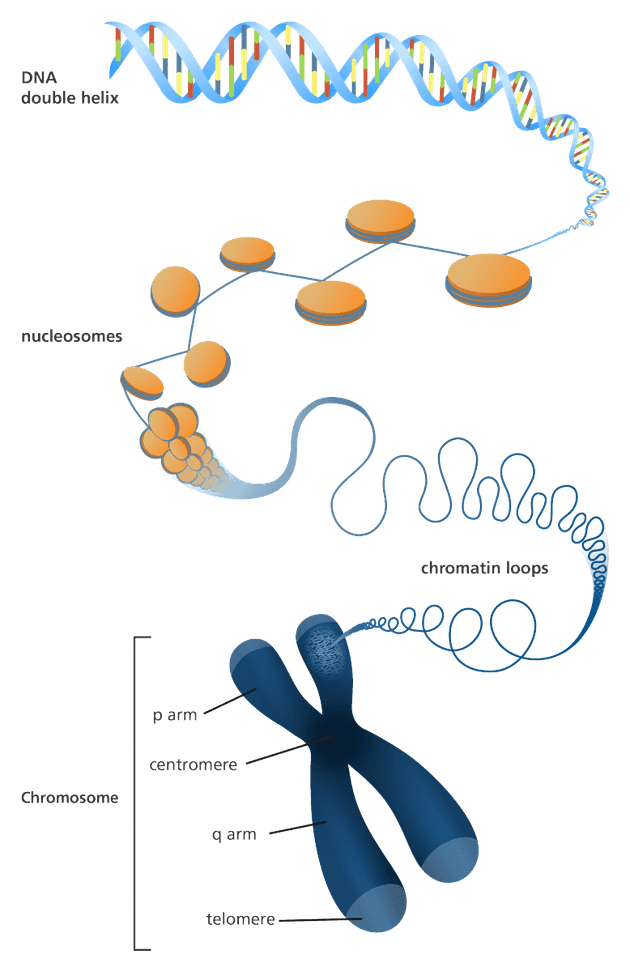 DNA
double helix
nucleosomes
chromatin loops
p arm
centromere
Chromosome
q arm
telomere